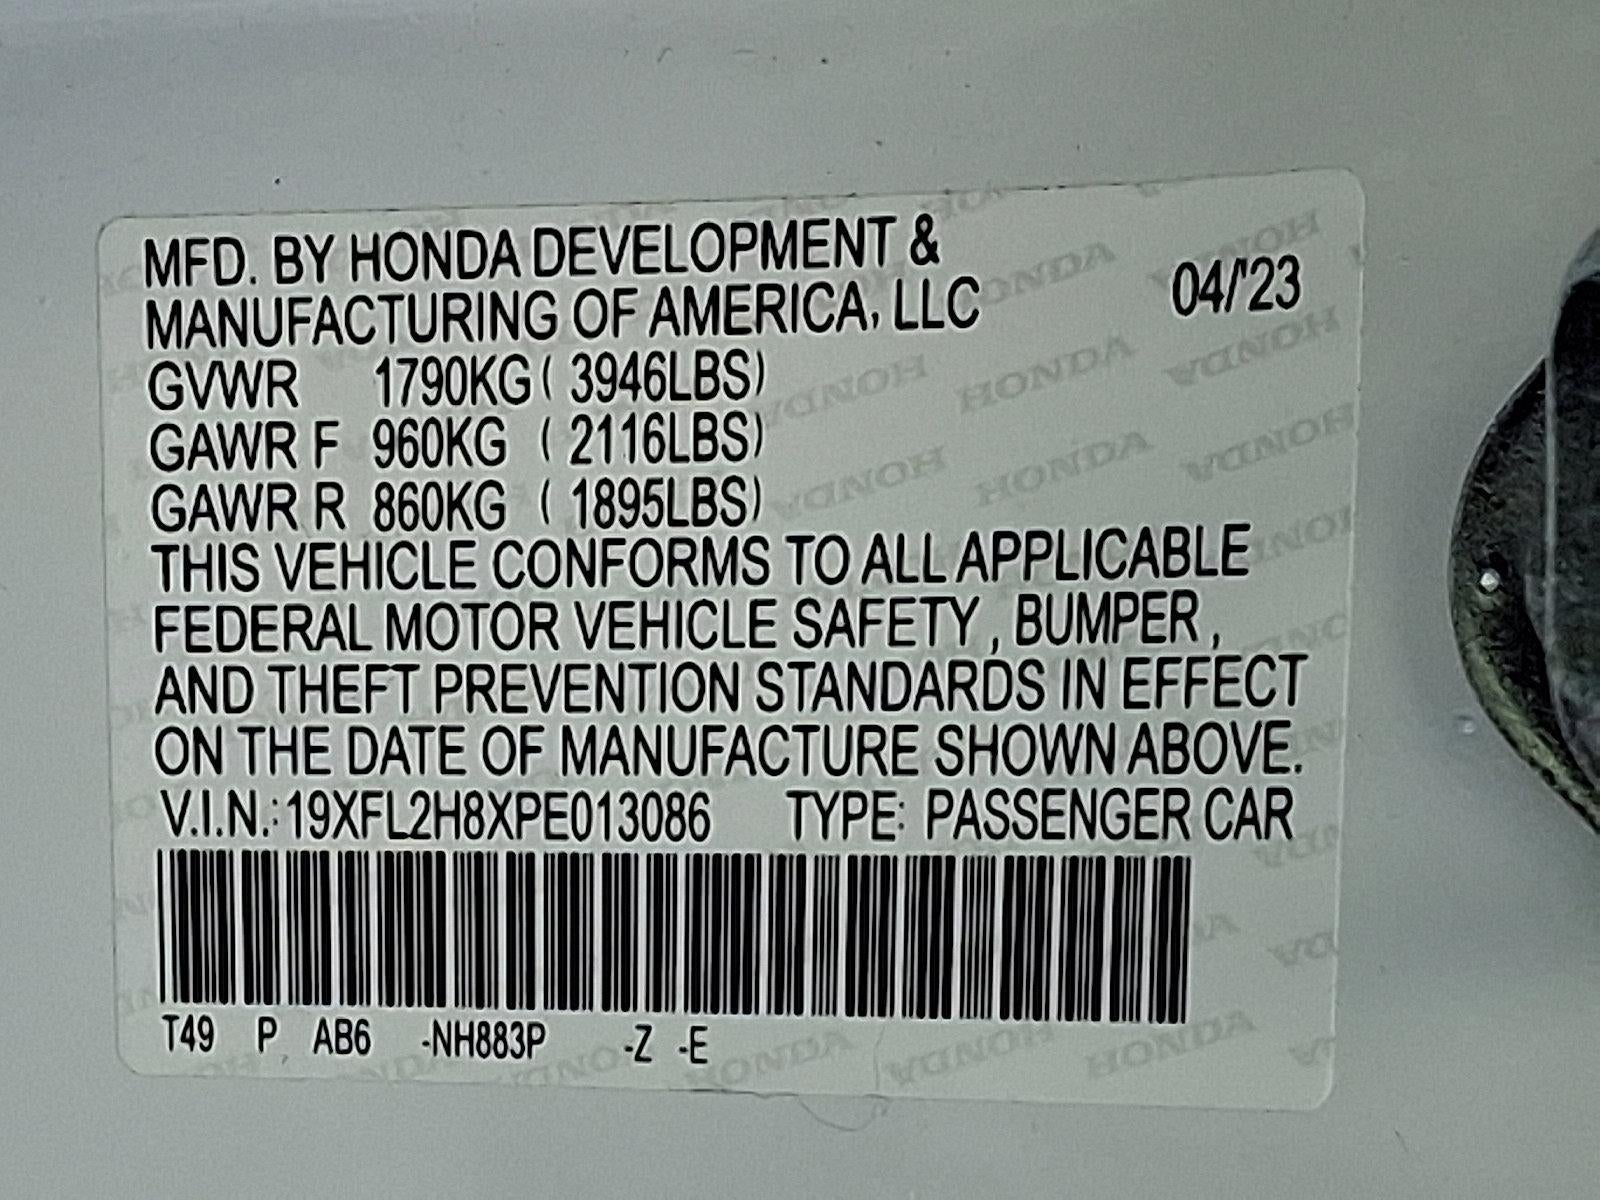 MFD. BY HONDA DEVELOPMENT &
MANUFACTURING OF AMERICA, LLC 04/'23
GVWR 1790KG ( 3946LBS)
GAWR F 960KG ( 2116LBS)
GAWR R 860KG ( 1895LBS)
THIS VEHICLE CONFORMS TO ALL APPLICABLE
FEDERAL MOTOR VEHICLE SAFETY , BUMPER ,
AND THEFT PREVENTION STANDARDS IN EFFECT
ON THE DATE OF MANUFACTURE SHOWN ABOVE.
V.I.N.: 19XFL2H8XPE013086 TYPE: PASSENGER CAR
T49 P AB6 -NH883P -Z -E